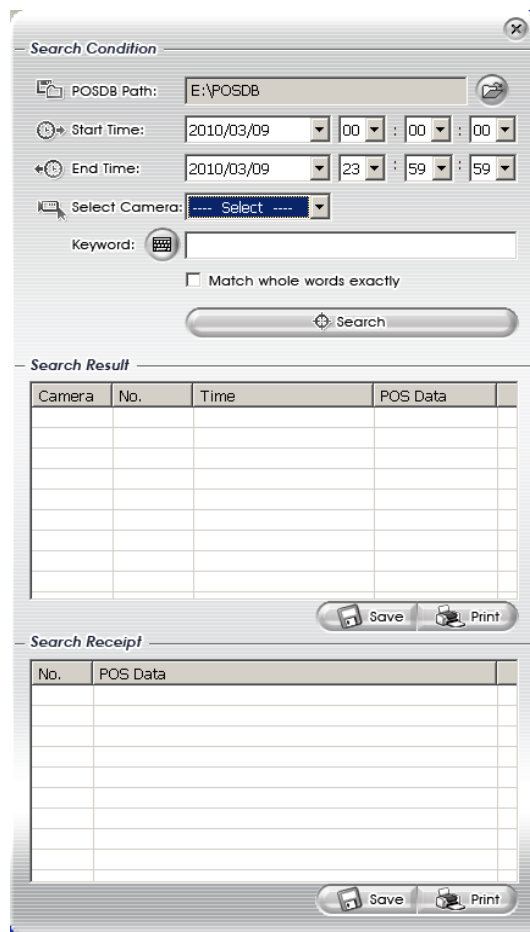 Search Condition
POSDB Path: E:\POSDB
Start Time: 2010/03/09 00 : 00 : 00
End Time: 2010/03/09 23 : 59 : 59
Select Camera: ---- Select ----
Keyword:
Match whole words exactly
Search
Search Result
Camera No. Time POS Data
Save Print
Search Receipt
No. POS Data
Save Print